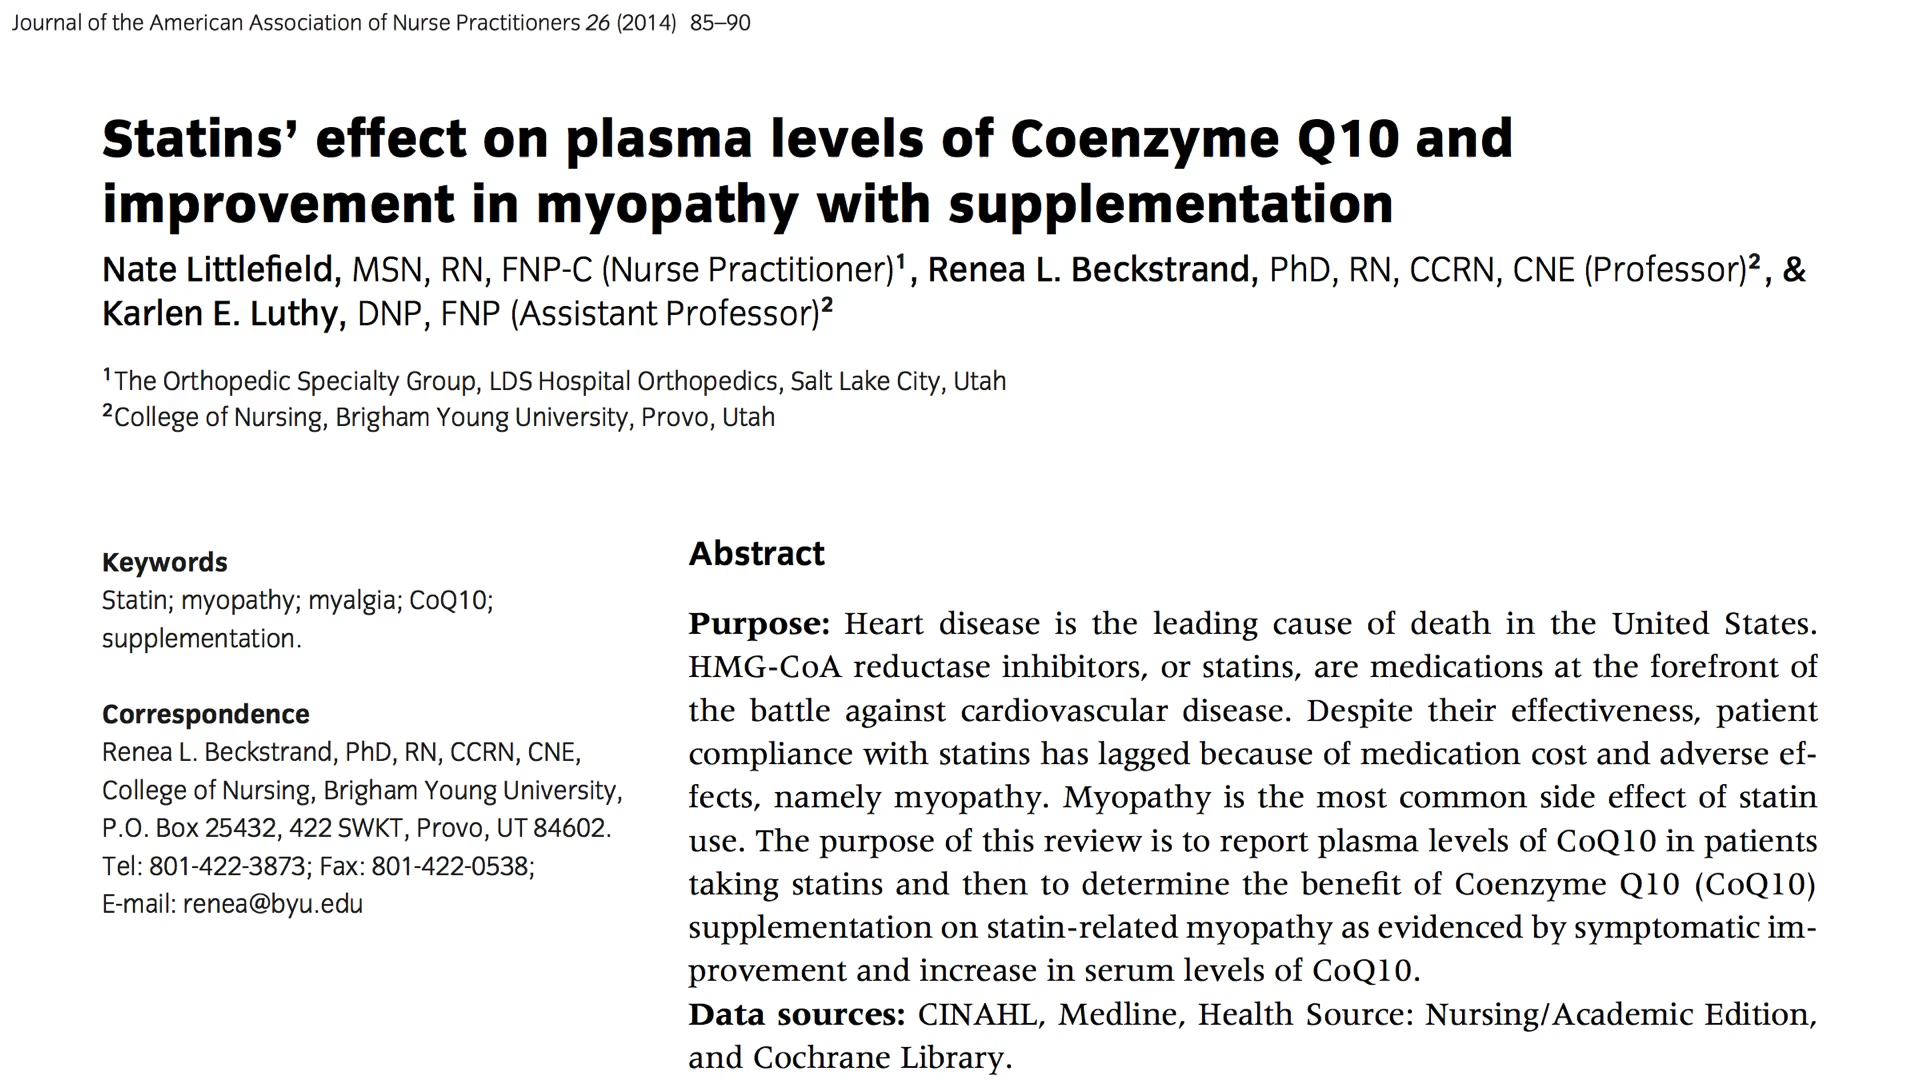 Journal of the American Association of Nurse Practitioners 26 (2014) 85–90
Statins’ effect on plasma levels of Coenzyme Q10 and
improvement in myopathy with supplementation
Nate Littlefield, MSN, RN, FNP-C (Nurse Practitioner)¹, Renea L. Beckstrand, PhD, RN, CCRN, CNE (Professor)², &
Karlen E. Luthy, DNP, FNP (Assistant Professor)²
¹The Orthopedic Specialty Group, LDS Hospital Orthopedics, Salt Lake City, Utah
²College of Nursing, Brigham Young University, Provo, Utah
Keywords
Statin; myopathy; myalgia; CoQ10;
supplementation.
Correspondence
Renea L. Beckstrand, PhD, RN, CCRN, CNE,
College of Nursing, Brigham Young University,
P.O. Box 25432, 422 SWKT, Provo, UT 84602.
Tel: 801-422-3873; Fax: 801-422-0538;
E-mail: renea@byu.edu
Abstract
Purpose: Heart disease is the leading cause of death in the United States.
HMG-CoA reductase inhibitors, or statins, are medications at the forefront of
the battle against cardiovascular disease. Despite their effectiveness, patient
compliance with statins has lagged because of medication cost and adverse ef-
fects, namely myopathy. Myopathy is the most common side effect of statin
use. The purpose of this review is to report plasma levels of CoQ10 in patients
taking statins and then to determine the benefit of Coenzyme Q10 (CoQ10)
supplementation on statin-related myopathy as evidenced by symptomatic im-
provement and increase in serum levels of CoQ10.
Data sources: CINAHL, Medline, Health Source: Nursing/Academic Edition,
and Cochrane Library.